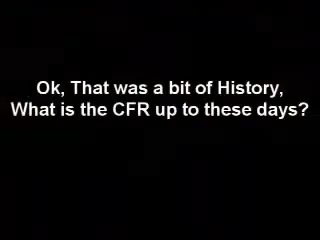 Ok, That was a bit of History,
What is the CFR up to these days?